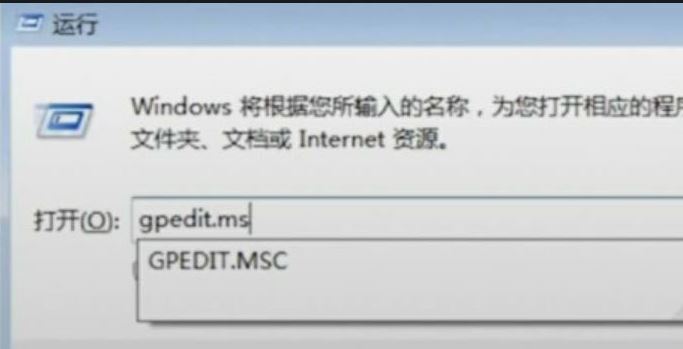 运行
Windows 将根据您所输入的名称，为您打开相应的程
文件夹、文档或 Internet 资源。
打开(O): gpedit.ms
GPEDIT.MSC